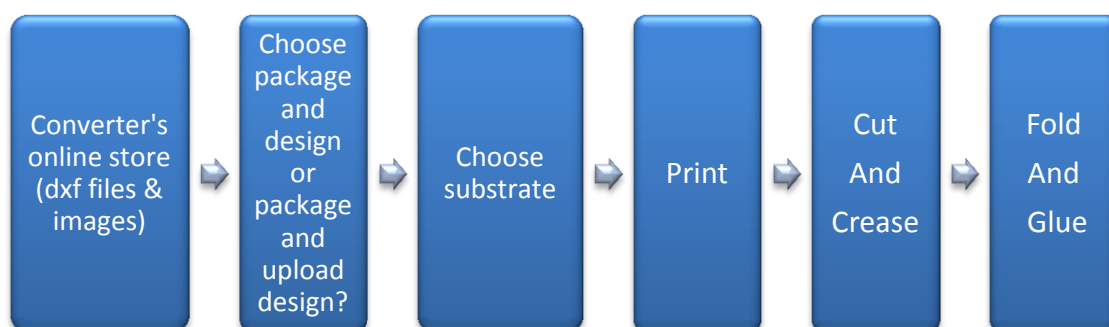 Converter's
online store
(dxf files &
images)
Choose
package
and
design
or
package
and
upload
design?
Choose
substrate
Print
Cut
And
Crease
Fold
And
Glue